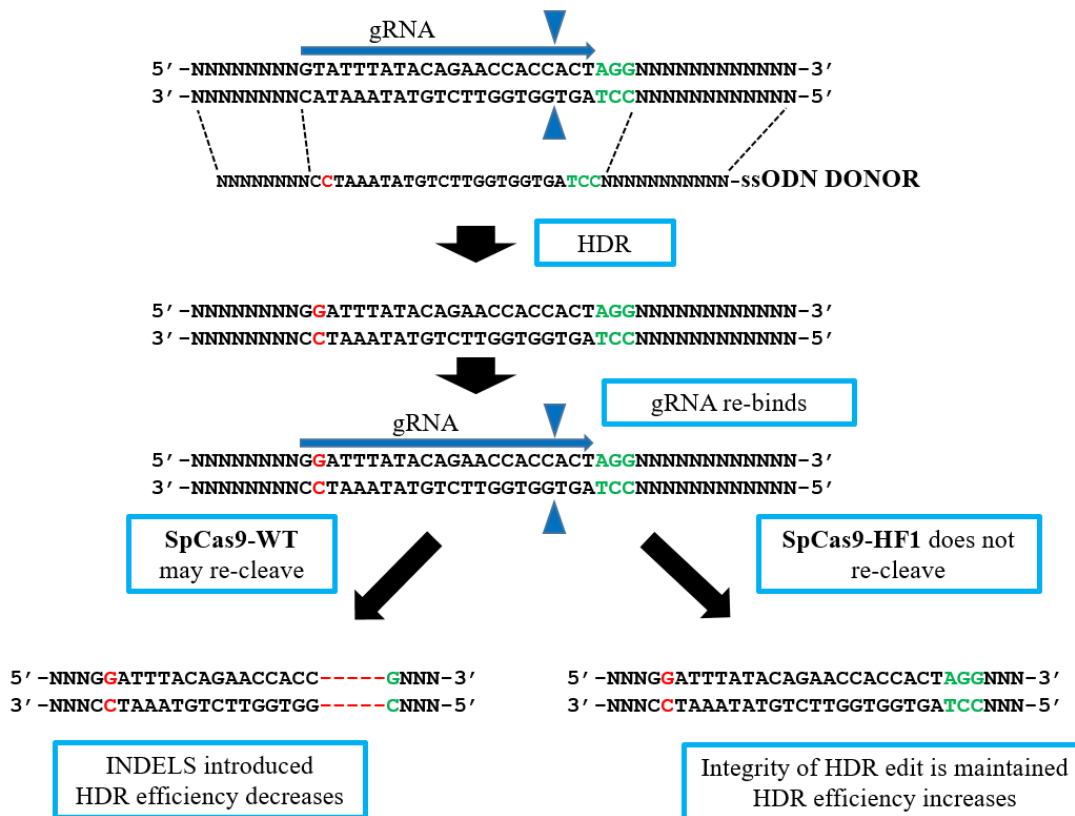 gRNA
5’-NNNNNNNNGTATTTATACAGAACCACCACTAGGNNNNNNNNNNNN-3’
3’-NNNNNNNNCATAAATATGTCTTGGTGGTGATCCNNNNNNNNNNNN-5’
NNNNNNNNCCTAAATATGTCTTGGTGGTGATCCNNNNNNNNNNN-ssODN DONOR
HDR
5’-NNNNNNNNGGATTTATACAGAACCACCACTAGGNNNNNNNNNNNN-3’
3’-NNNNNNNNCCTAAATATGTCTTGGTGGTGATCCNNNNNNNNNNNN-5’
gRNA re-binds
gRNA
5’-NNNNNNNNGGATTTATACAGAACCACCACTAGGNNNNNNNNNNNN-3’
3’-NNNNNNNNCCTAAATATGTCTTGGTGGTGATCCNNNNNNNNNNNN-5’
SpCas9-WT
may re-cleave
SpCas9-HF1 does not
re-cleave
5’-NNNGGATTTACAGAACCACC-----GNNN-3’
3’-NNNCCTAAATGTCTTGGTGG-----CNNN-5’
5’-NNNGGATTTATACAGAACCACCACTAGGNNN-3’
3’-NNNCCTAAATATGTCTTGGTGGTGATCCNNN-5’
INDELS introduced
HDR efficiency decreases
Integrity of HDR edit is maintained
HDR efficiency increases